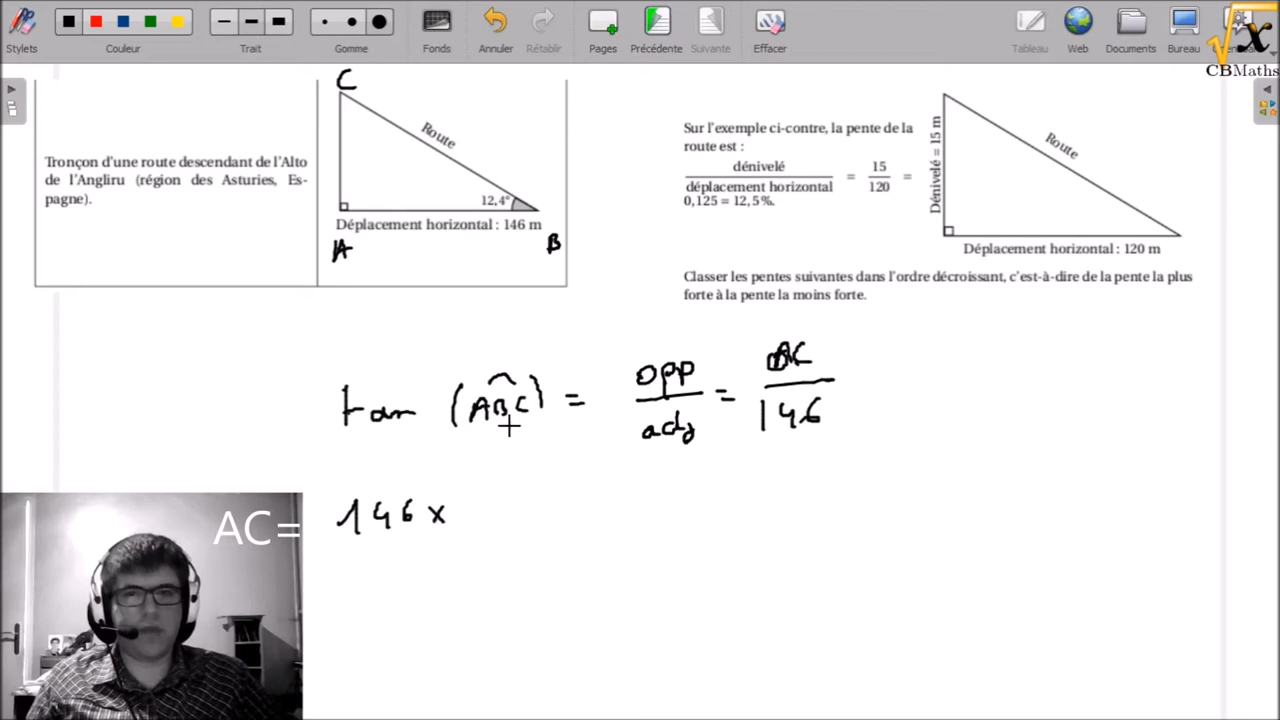 Stylets
Couleur
Trait
Gomme
Fonds
Annuler
Rétablir
Pages
Précédente
Suivante
Effacer
Tableau
Web
Documents
Bureau
√x
CBMaths
Tronçon d'une route descendant de l'Alto
de l'Angliru (région des Asturies, Es-
pagne).
C
Route
12,4°
Déplacement horizontal : 146 m
A
B
Sur l'exemple ci-contre, la pente de la
route est :
dénivelé
déplacement horizontal
= 15
120 =
0,125 = 12,5%.
Dénivelé = 15 m
Route
Déplacement horizontal : 120 m
Classer les pentes suivantes dans l'ordre décroissant, c'est-à-dire de la pente la plus
forte à la pente la moins forte.
tan (ABC) = opp
adj = AC
146
AC= 146 x